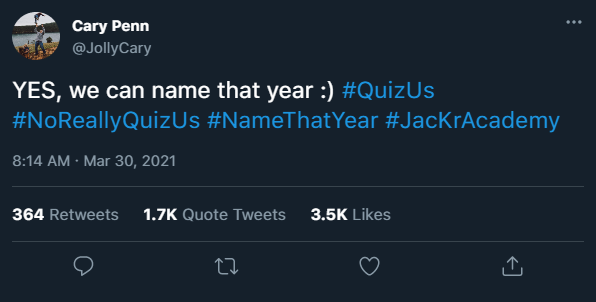 Cary Penn
@JollyCary
YES, we can name that year :) #QuizUs
#NoReallyQuizUs #NameThatYear #JacKrAcademy
8:14 AM · Mar 30, 2021
364 Retweets 1.7K Quote Tweets 3.5K Likes